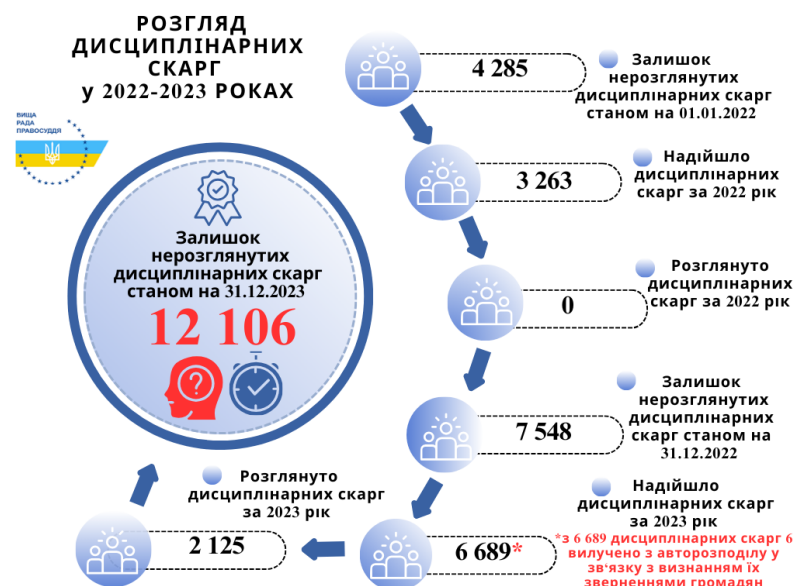 РОЗГЛЯД
ДИСЦИПЛІНАРНИХ
СКАРГ
у 2022-2023 РОКАХ
ВИЩА
РАДА
ПРАВОСУДДЯ
4 285
Залишок
нерозглянутих
дисциплінарних скарг
станом на 01.01.2022
3 263
Надійшло
дисциплінарних
скарг за 2022 рік
0
Розглянуто
дисциплінарних
скарг за 2022 рік
7 548
Залишок
нерозглянутих
дисциплінарних
скарг станом на
31.12.2022
6 689*
Надійшло
дисциплінарних скарг
за 2023 рік
*з 6 689 дисциплінарних скарг 6
вилучено з авторозподілу у
зв'язку з визнанням їх
зверненнями громадян
2 125
Розглянуто
дисциплінарних скарг
за 2023 рік
Залишок
нерозглянутих
дисциплінарних скарг
станом на 31.12.2023
12 106
?